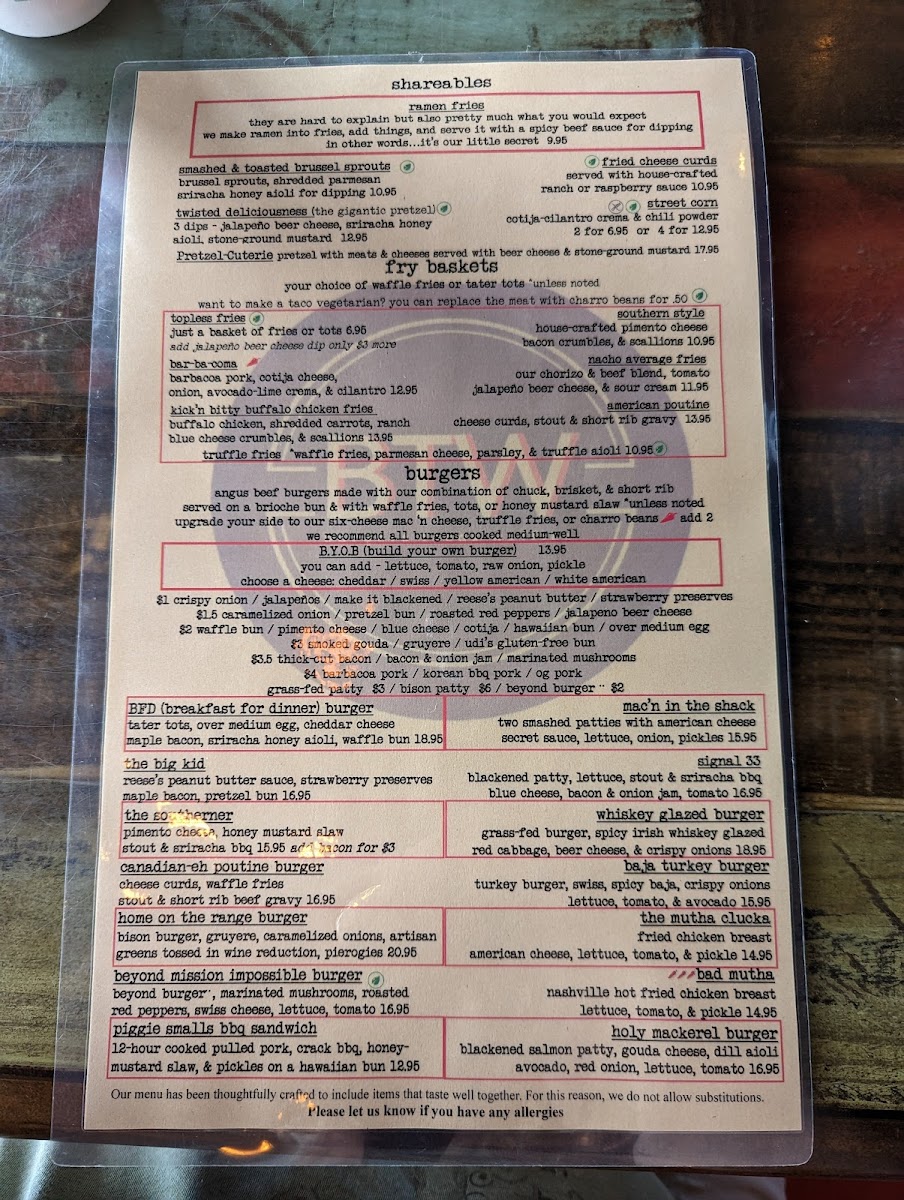 shareables
ramen fries
they are hard to explain but also pretty much what you would expect
we make ramen into fries, add things, and serve it with a spicy beef sauce for dipping
in other words...it's our little secret 9.95
smashed & toasted brussel sprouts
brussel sprouts, shredded parmesan
sriracha honey aioli for dipping 10.95
fried cheese curds
served with house-crafted
ranch or raspberry sauce 10.95
twisted deliciousness (the gigantic pretzel)
3 dips - jalapeño beer cheese, sriracha honey
aioli, stone-ground mustard 12.95
street corn
cotija-cilantro crema & chili powder
2 for 6.95 or 4 for 12.95
Pretzel-Cuterie pretzel with meats & cheeses served with beer cheese & stone-ground mustard 17.95
fry baskets
your choice of waffle fries or tater tots *unless noted
want to make a taco vegetarian? you can replace the meat with charro beans for .50
topless fries
just a basket of fries or tots 6.95
add jalapeño beer cheese dip only $3 more
southern style
house-crafted pimento cheese
bacon crumbles, & scallions 10.95
bar-ba-coma
barbacoa pork, cotija cheese,
onion, avocado-lime crema, & cilantro 12.95
nacho average fries
our chorizo & beef blend, tomato
jalapeño beer cheese, & sour cream 11.95
kick'n bitty buffalo chicken fries
buffalo chicken, shredded carrots, ranch
blue cheese crumbles, & scallions 13.95
american poutine
cheese curds, stout & short rib gravy 13.95
truffle fries *waffle fries, parmesan cheese, parsley, & truffle aioli 10.95
BTW
burgers
angus beef burgers made with our combination of chuck, brisket, & short rib
served on a brioche bun & with waffle fries, tots, or honey mustard slaw *unless noted
upgrade your side to our six-cheese mac 'n cheese, truffle fries, or charro beans add 2
we recommend all burgers cooked medium-well
B.Y.O.B (build your own burger) 13.95
you can add - lettuce, tomato, raw onion, pickle
choose a cheese: cheddar / swiss / yellow american / white american
$1 crispy onion / jalapeños / make it blackened / reese's peanut butter / strawberry preserves
$1.5 caramelized onion / pretzel bun / roasted red peppers / jalapeno beer cheese
$2 waffle bun / pimento cheese / blue cheese / cotija / hawaiian bun / over medium egg
$3 smoked gouda / gruyere / udi's gluten-free bun
$3.5 thick-cut bacon / bacon & onion jam / marinated mushrooms
$4 barbacoa pork / korean bbq pork / og pork
grass-fed patty $3 / bison patty $6 / beyond burger ¨ $2
BFD (breakfast for dinner) burger
tater tots, over medium egg, cheddar cheese
maple bacon, sriracha honey aioli, waffle bun 18.95
mac'n in the shack
two smashed patties with american cheese
secret sauce, lettuce, onion, pickles 15.95
the big kid
reese's peanut butter sauce, strawberry preserves
maple bacon, pretzel bun 16.95
signal 33
blackened patty, lettuce, stout & sriracha bbq
blue cheese, bacon & onion jam, tomato 16.95
the southerner
pimento cheese, honey mustard slaw
stout & sriracha bbq 15.95 add bacon for $3
whiskey glazed burger
grass-fed burger, spicy irish whiskey glazed
red cabbage, beer cheese, & crispy onions 18.95
canadian-eh poutine burger
cheese curds, waffle fries
stout & short rib beef gravy 16.95
baja turkey burger
turkey burger, swiss, spicy baja, crispy onions
lettuce, tomato, & avocado 15.95
home on the range burger
bison burger, gruyere, caramelized onions, artisan
greens tossed in wine reduction, pierogies 20.95
the mutha clucka
fried chicken breast
american cheese, lettuce, tomato, & pickle 14.95
beyond mission impossible burger
beyond burger¨, marinated mushrooms, roasted
red peppers, swiss cheese, lettuce, tomato 16.95
bad mutha
nashville hot fried chicken breast
lettuce, tomato, & pickle 14.95
piggie smalls bbq sandwich
12-hour cooked pulled pork, crack bbq, honey-
mustard slaw, & pickles on a hawaiian bun 12.95
holy mackerel burger
blackened salmon patty, gouda cheese, dill aioli
avocado, red onion, lettuce, tomato 16.95
Our menu has been thoughtfully crafted to include items that taste well together. For this reason, we do not allow substitutions.
Please let us know if you have any allergies